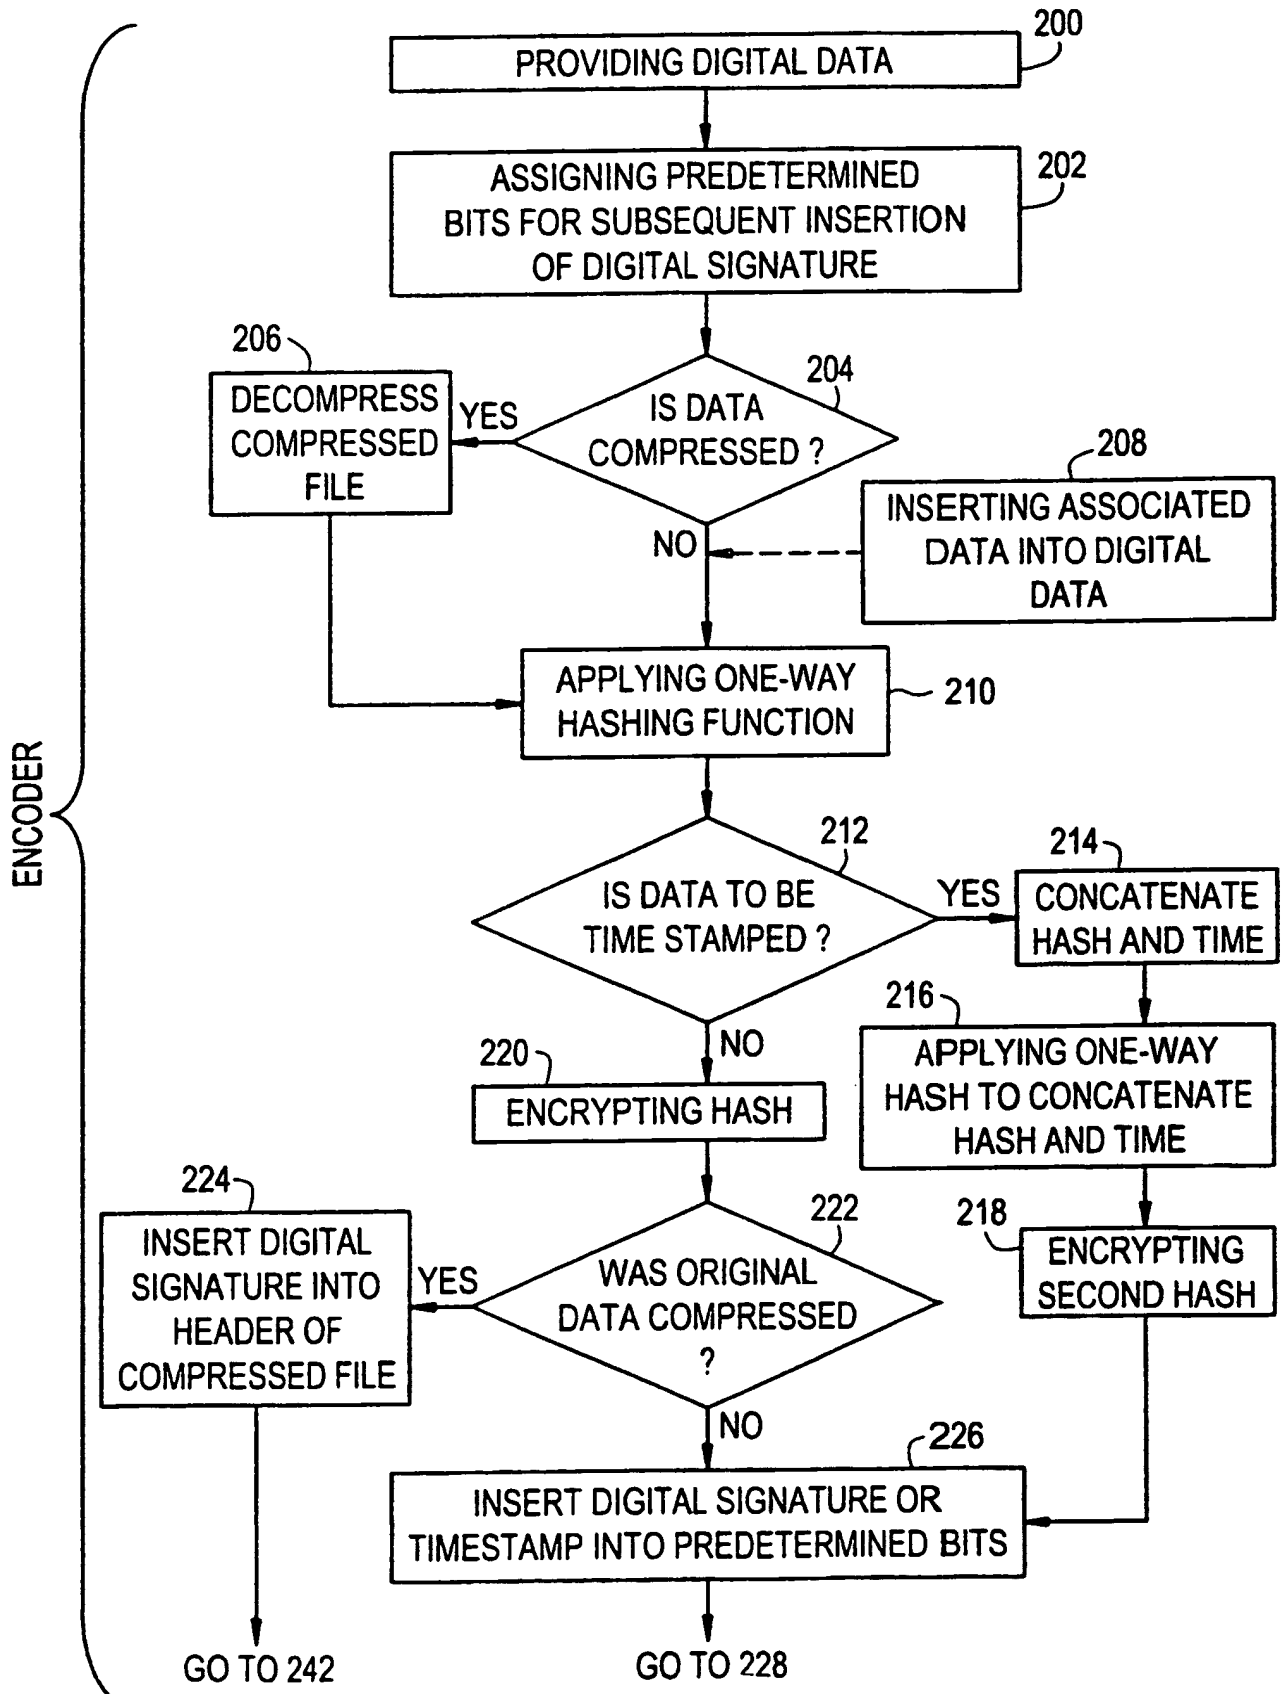 200
PROVIDING DIGITAL DATA
202
ASSIGNING PREDETERMINED
BITS FOR SUBSEQUENT INSERTION
OF DIGITAL SIGNATURE
206
DECOMPRESS
COMPRESSED
FILE
YES
204
IS DATA
COMPRESSED ?
NO
208
INSERTING ASSOCIATED
DATA INTO DIGITAL
DATA
210
APPLYING ONE-WAY
HASHING FUNCTION
ENCODER
212
IS DATA TO BE
TIME STAMPED ?
YES
214
CONCATENATE
HASH AND TIME
NO
216
APPLYING ONE-WAY
HASH TO CONCATENATE
HASH AND TIME
220
ENCRYPTING HASH
218
ENCRYPTING
SECOND HASH
224
INSERT DIGITAL
SIGNATURE INTO
HEADER OF
COMPRESSED FILE
YES
222
WAS ORIGINAL
DATA COMPRESSED
?
NO
226
INSERT DIGITAL SIGNATURE OR
TIMESTAMP INTO PREDETERMINED BITS
GO TO 242
GO TO 228